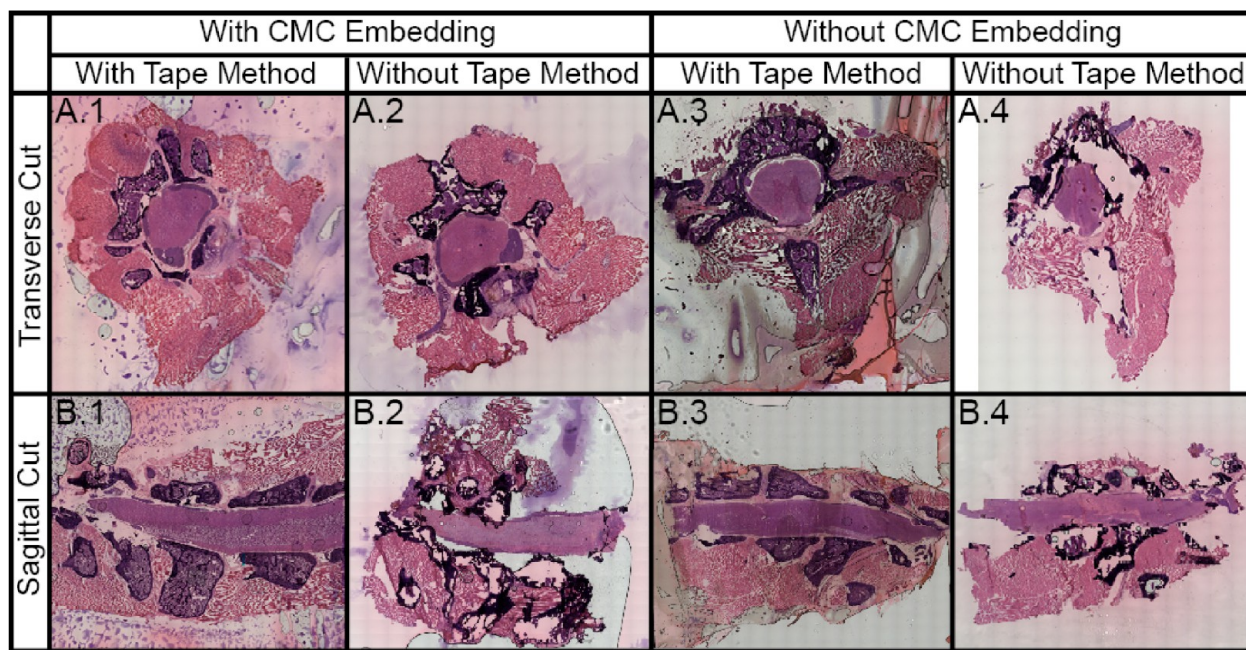 With CMC Embedding
Without CMC Embedding
With Tape Method
Without Tape Method
With Tape Method
Without Tape Method
Transverse Cut
A.1
A.2
A.3
A.4
Sagittal Cut
B.1
B.2
B.3
B.4